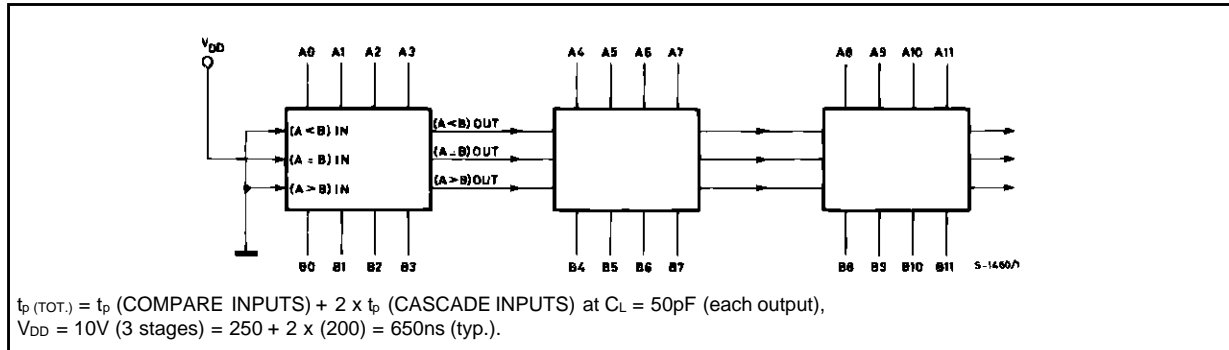 VDD
A0 A1 A2 A3
A4 A5 A6 A7
A8 A9 A10 A11
(A < B) IN
(A = B) IN
(A > B) IN
(A < B) OUT
(A = B) OUT
(A > B) OUT
B0 B1 B2 B3
B4 B5 B6 B7
B8 B9 B10 B11
S-1460/1
tp (TOT.) = tp (COMPARE INPUTS) + 2 x tp (CASCADE INPUTS) at CL = 50pF (each output),
VDD = 10V (3 stages) = 250 + 2 x (200) = 650ns (typ.).